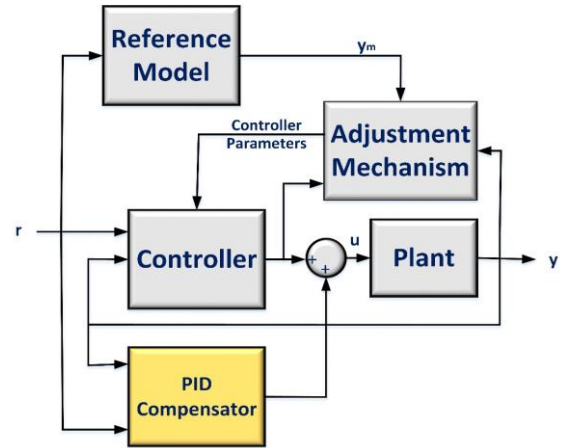 Reference
Model
yₘ
Controller
Parameters
Adjustment
Mechanism
r
Controller
+
+
u
Plant
y
PID
Compensator